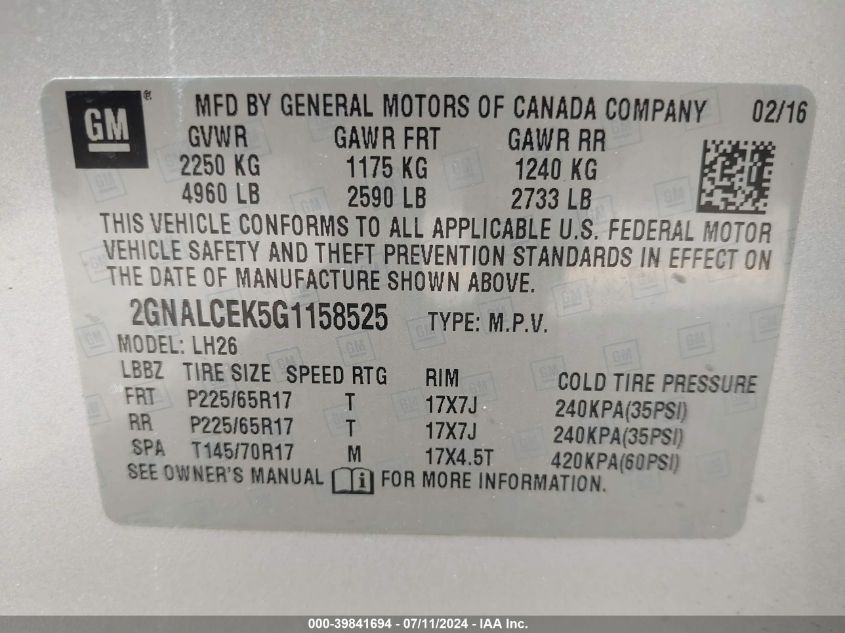 GM ® MFD BY GENERAL MOTORS OF CANADA COMPANY 02/16
GVWR GAWR FRT GAWR RR
2250 KG 1175 KG 1240 KG
4960 LB 2590 LB 2733 LB
THIS VEHICLE CONFORMS TO ALL APPLICABLE U.S. FEDERAL MOTOR
VEHICLE SAFETY AND THEFT PREVENTION STANDARDS IN EFFECT ON
THE DATE OF MANUFACTURE SHOWN ABOVE.
2GNALCEK5G1158525 TYPE: M.P.V.
MODEL: LH26
LBBZ TIRE SIZE SPEED RTG RIM COLD TIRE PRESSURE
FRT P225/65R17 T 17X7J 240KPA(35PSI)
RR P225/65R17 T 17X7J 240KPA(35PSI)
SPA T145/70R17 M 17X4.5T 420KPA(60PSI)
SEE OWNER'S MANUAL i FOR MORE INFORMATION.
000-39841694 - 07/11/2024 - IAA Inc.